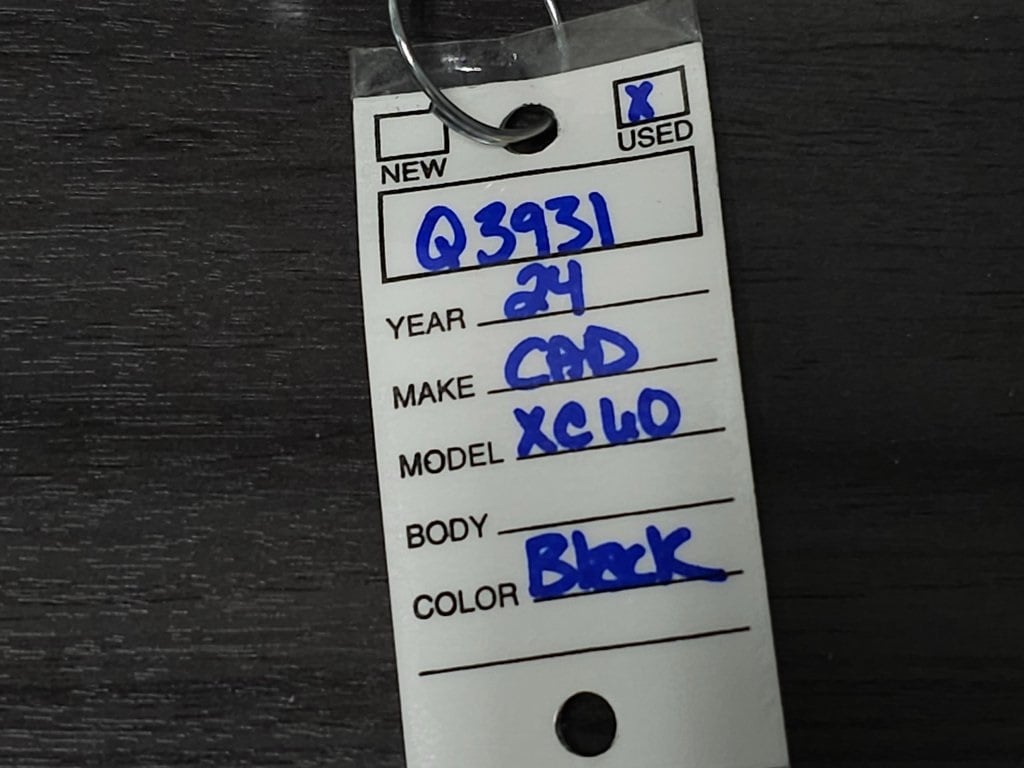 NEW USED X
Q3931
YEAR 24
MAKE CAD
MODEL XC60
BODY
COLOR Black